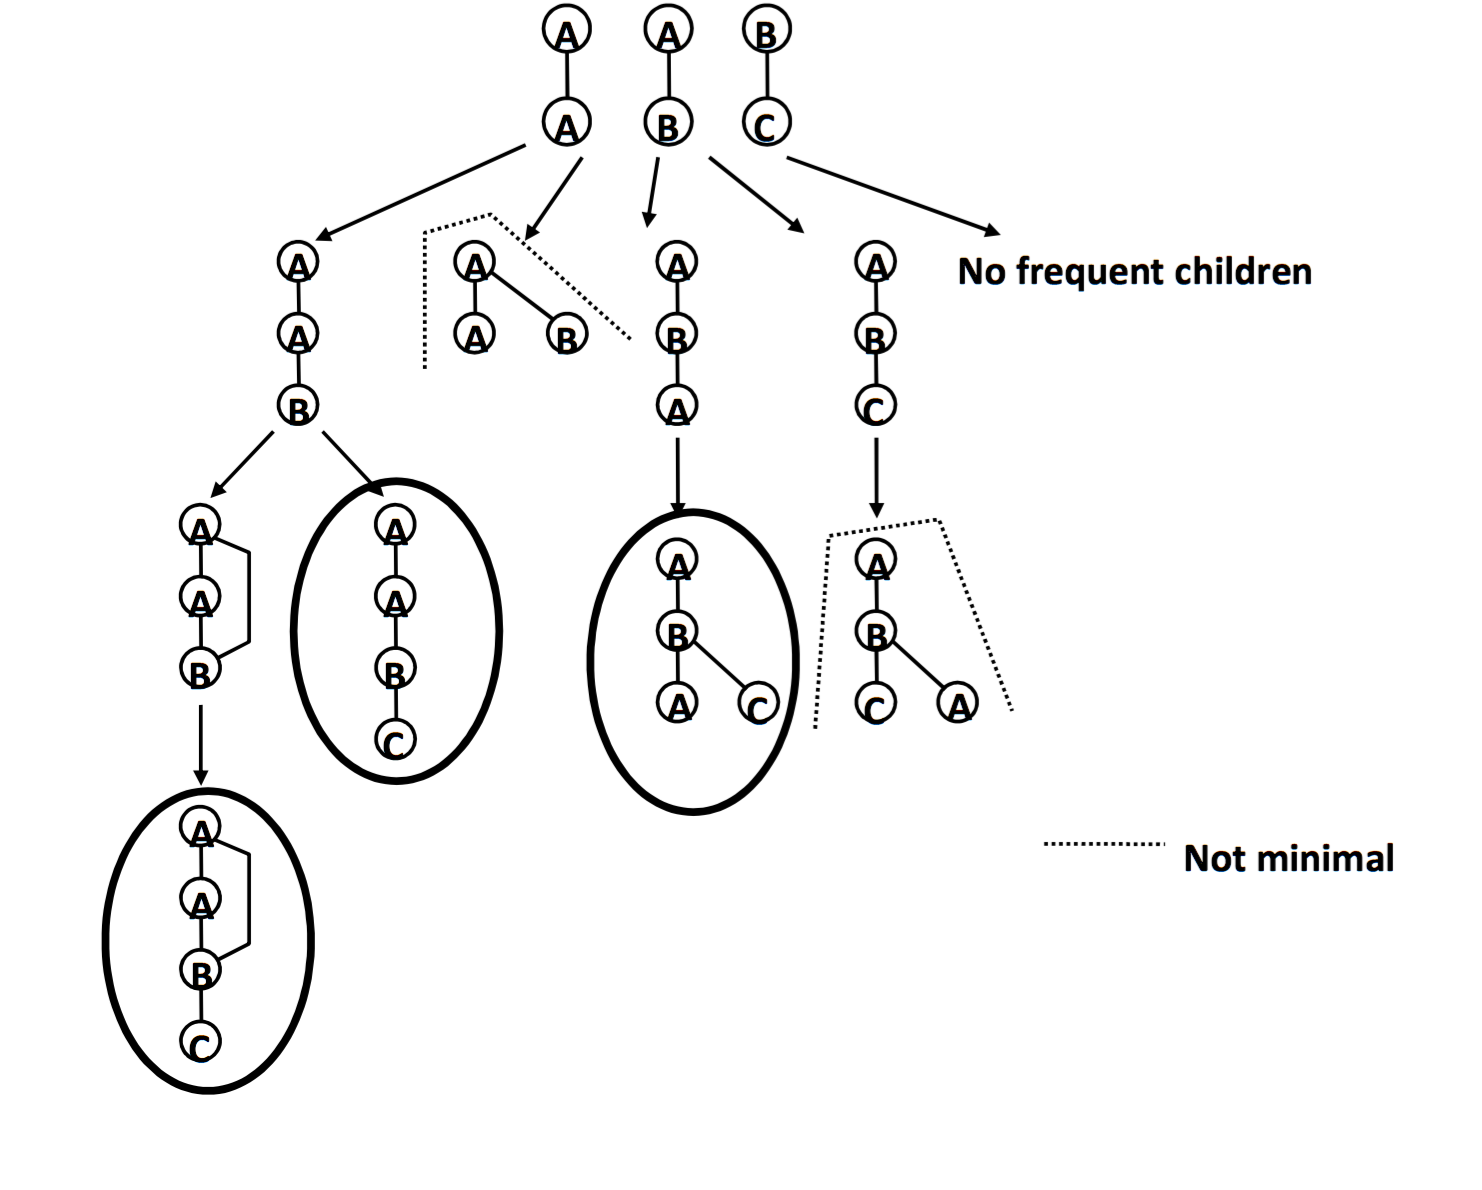 A A B
A B C
A A A A
No frequent children
A A B B B
B A C
A A
A
A A B B
B A C C A
C
Not minimal
A
A
B
C